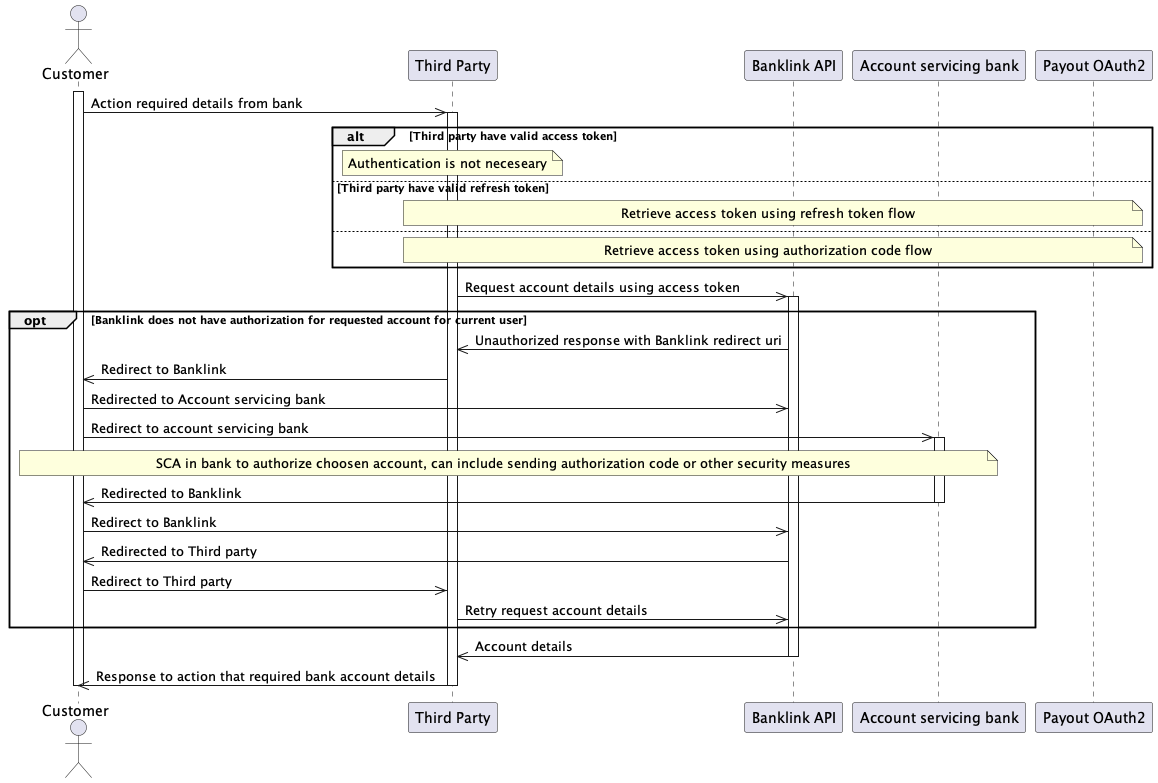 Customer
Third Party
Banklink API
Account servicing bank
Payout OAuth2
Action required details from bank
alt
[Third party have valid access token]
Authentication is not neceseary
[Third party have valid refresh token]
Retrieve access token using refresh token flow
Retrieve access token using authorization code flow
Request account details using access token
opt
[Banklink does not have authorization for requested account for current user]
Unauthorized response with Banklink redirect uri
Redirect to Banklink
Redirected to Account servicing bank
Redirect to account servicing bank
SCA in bank to authorize choosen account, can include sending authorization code or other security measures
Redirected to Banklink
Redirect to Banklink
Redirected to Third party
Redirect to Third party
Retry request account details
Account details
Response to action that required bank account details
Customer
Third Party
Banklink API
Account servicing bank
Payout OAuth2